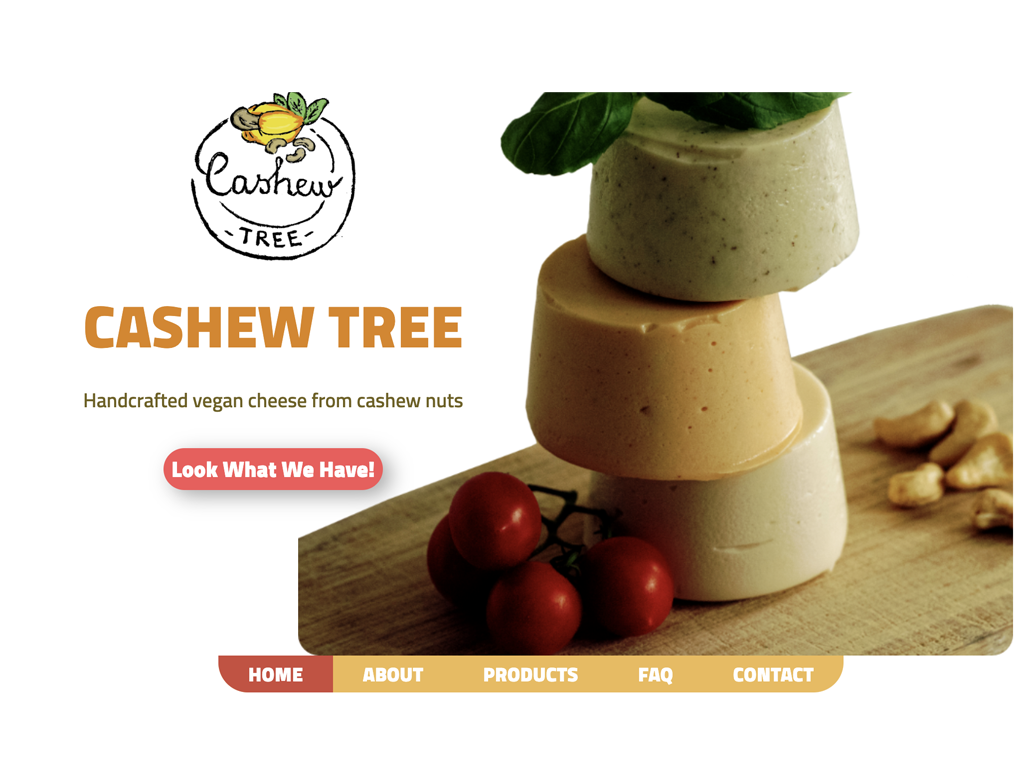 Cashew
-TREE-
CASHEW TREE
Handcrafted vegan cheese from cashew nuts
Look What We Have!
HOME ABOUT PRODUCTS FAQ CONTACT